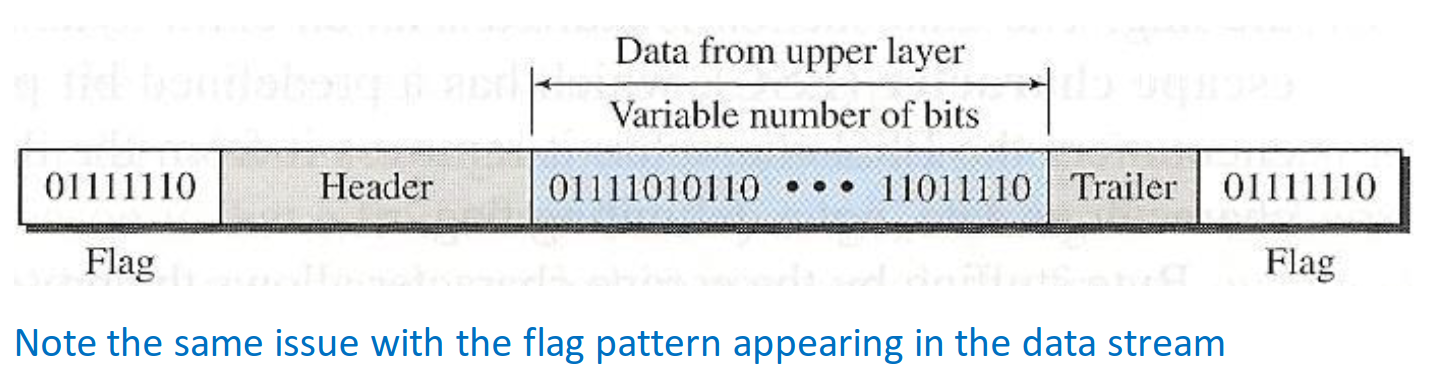 Data from upper layer
Variable number of bits
01111110 Header 01111010110 ••• 11011110 Trailer 01111110
Flag Flag
Note the same issue with the flag pattern appearing in the data stream